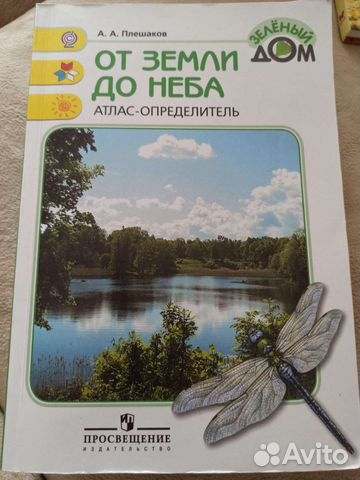 А. А. Плешаков
ЗЕЛЁНЫЙ
ДОМ
ОТ ЗЕМЛИ
ДО НЕБА
АТЛАС-ОПРЕДЕЛИТЕЛЬ
ПРОСВЕЩЕНИЕ
ИЗДАТЕЛЬСТВО
Avito